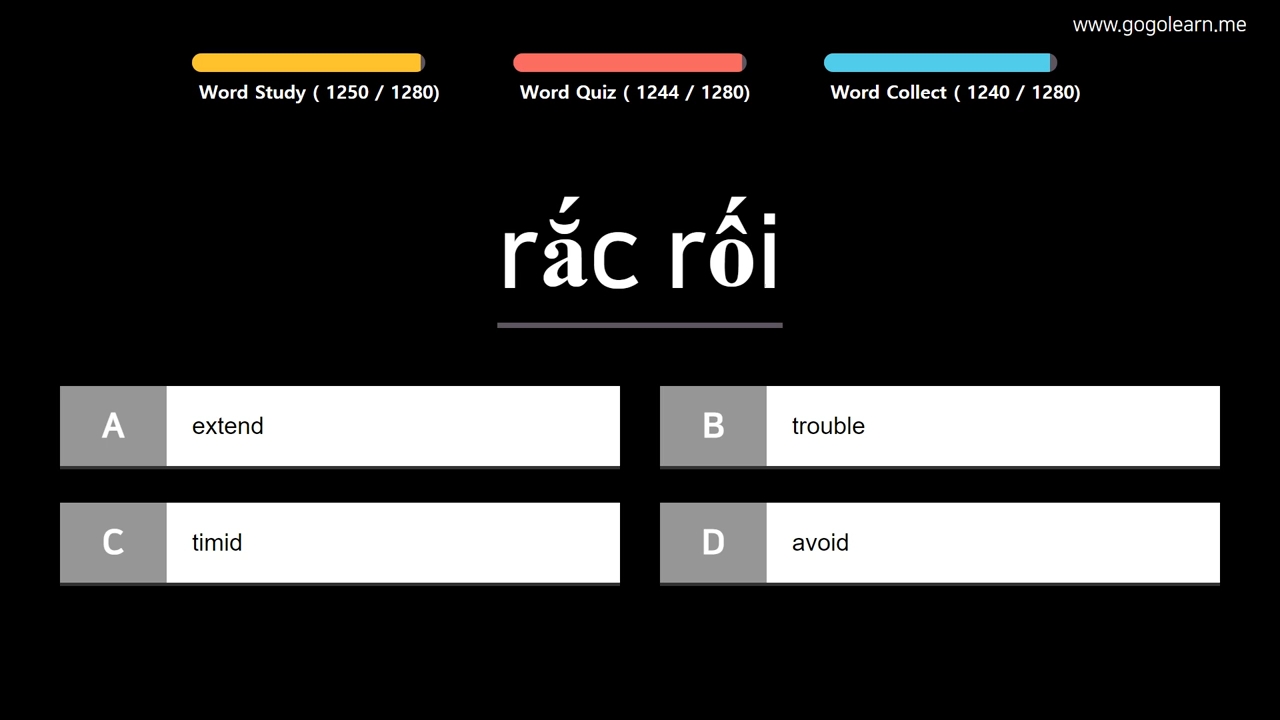 www.gogolearn.me
Word Study ( 1250 / 1280)
Word Quiz ( 1244 / 1280)
Word Collect ( 1240 / 1280)
rắc rối
A extend
B trouble
C timid
D avoid